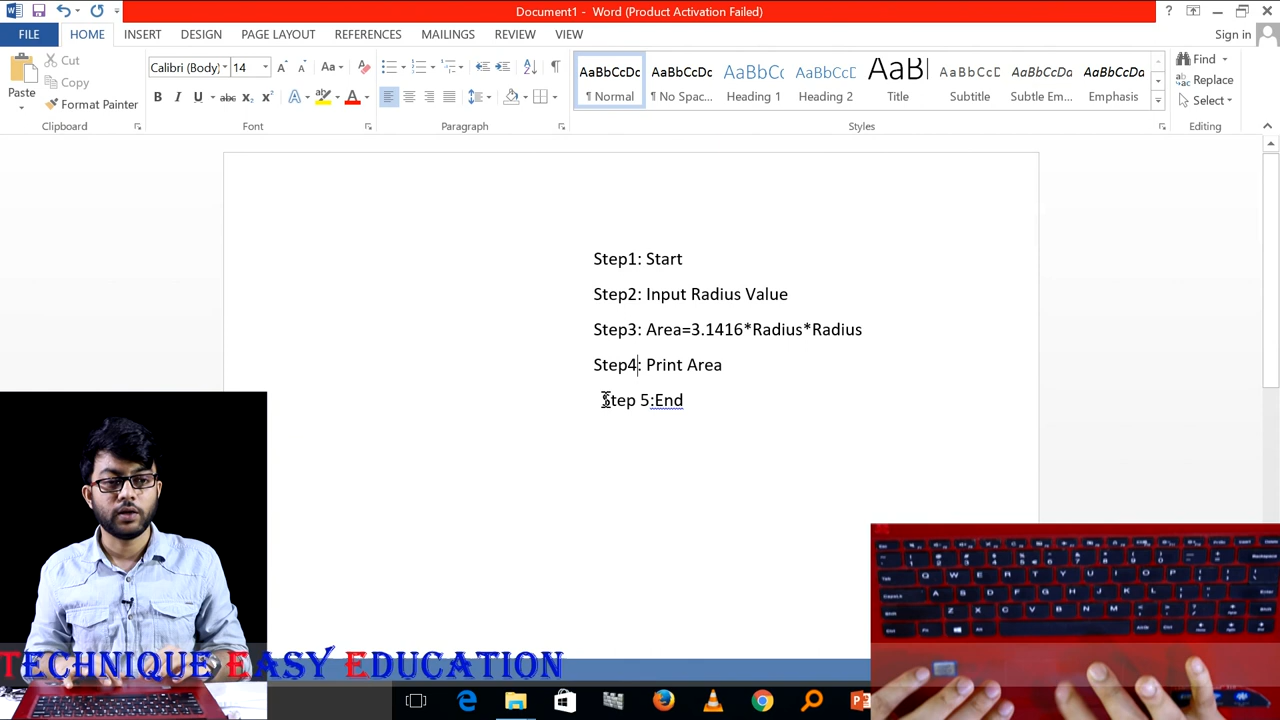 Document1 - Word (Product Activation Failed)
FILE HOME INSERT DESIGN PAGE LAYOUT REFERENCES MAILINGS REVIEW VIEW
Sign in
Cut
Copy
Format Painter
Paste
Clipboard
Calibri (Body) 14
Font
Paragraph
AaBbCcDc AaBbCcDc AaBbCc AaBbCcD AaBb AaBbCcD AaBbCcDa AaBbCcDa
¶ Normal ¶ No Spac... Heading 1 Heading 2 Title Subtitle Subtle Em... Emphasis
Styles
Find
Replace
Select
Editing
Step1: Start
Step2: Input Radius Value
Step3: Area=3.1416*Radius*Radius
Step4: Print Area
Step 5:End
TECHNIQUE EASY EDUCATION